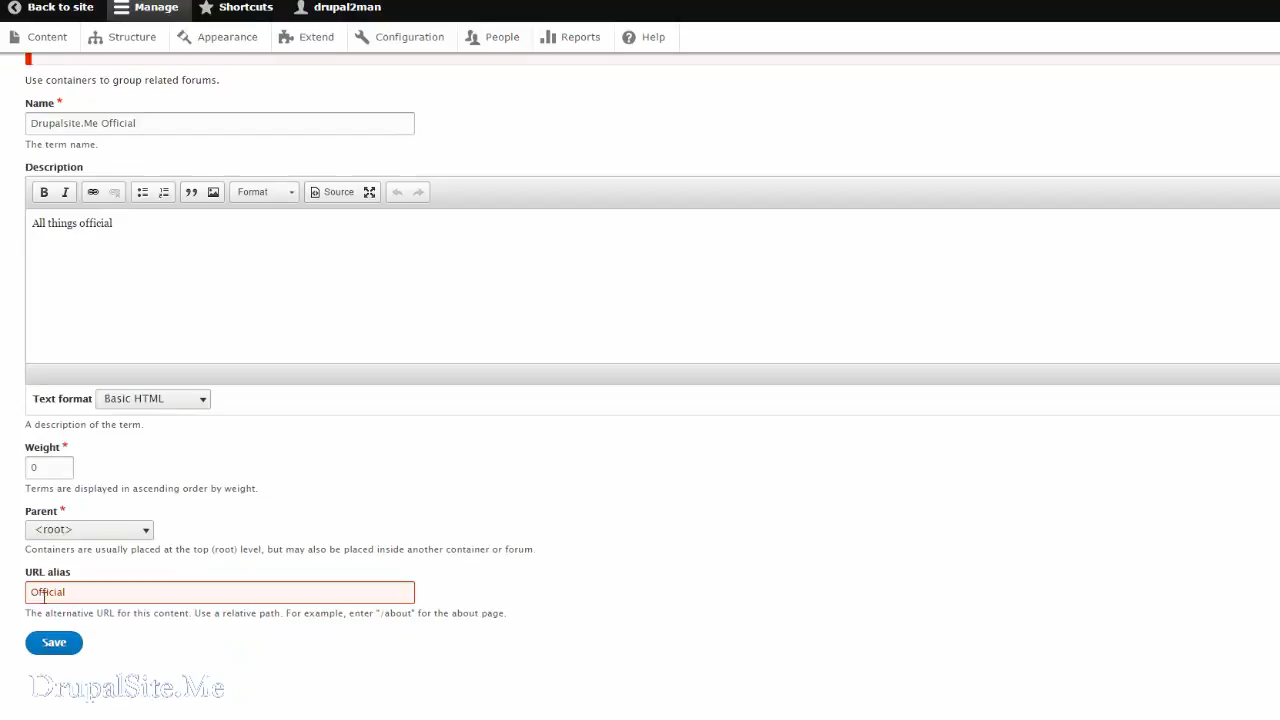 Back to site Manage Shortcuts drupal2man
Content Structure Appearance Extend Configuration People Reports Help
Use containers to group related forums.
Name *
Drupalsite.Me Official
The term name.
Description
B I Format Source
All things official
Text format Basic HTML
A description of the term.
Weight *
0
Terms are displayed in ascending order by weight.
Parent *
<root>
Containers are usually placed at the top (root) level, but may also be placed inside another container or forum.
URL alias
Official
The alternative URL for this content. Use a relative path. For example, enter "/about" for the about page.
Save
DrupalSite.Me